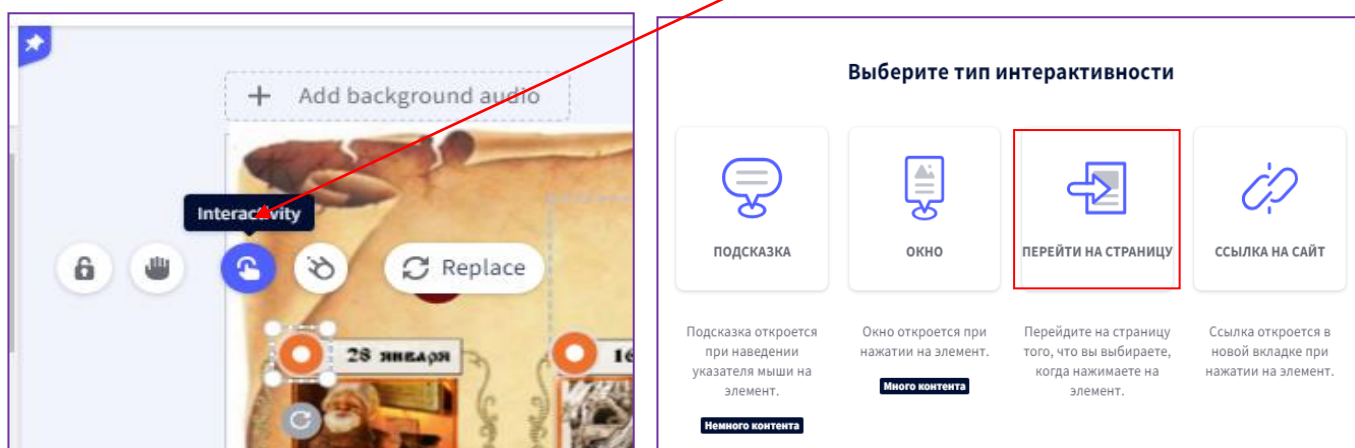 Add background audio
Interactivity
Replace
28 января
16
Выберите тип интерактивности
ПОДСКАЗКА
ОКНО
ПЕРЕЙТИ НА СТРАНИЦУ
ССЫЛКА НА САЙТ
Подсказка откроется
при наведении
указателя мыши на
элемент.
Немного контента
Окно откроется при
нажатии на элемент.
Много контента
Перейдите на страницу
того, что вы выбираете,
когда нажимаете на
элемент.
Ссылка откроется в
новой вкладке при
нажатии на элемент.